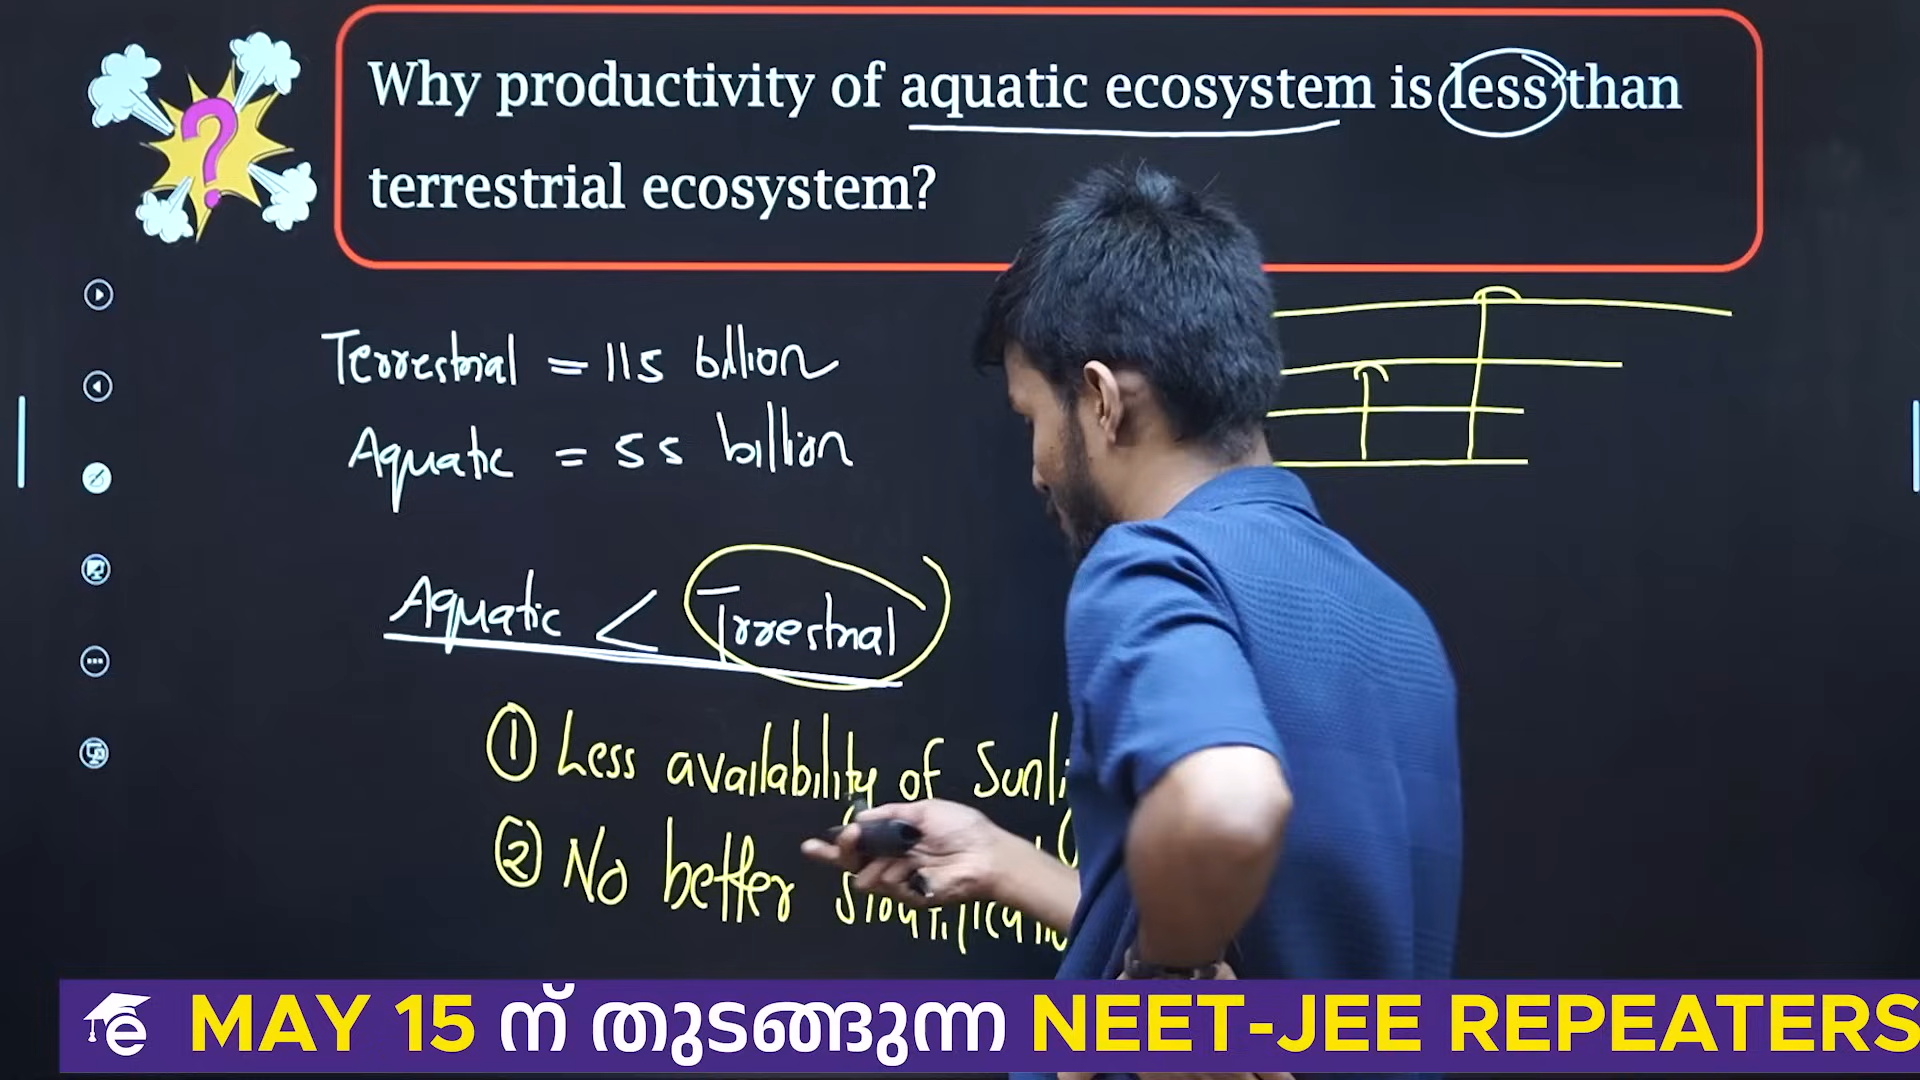 Why productivity of aquatic ecosystem is less than
terrestrial ecosystem?
Terrestrial = 115 billion
Aquatic = 55 billion
Aquatic < Trrestrial
① Less availability of Sunli
② No better
e MAY 15 ന് തുടങ്ങുന്ന NEET-JEE REPEATERS